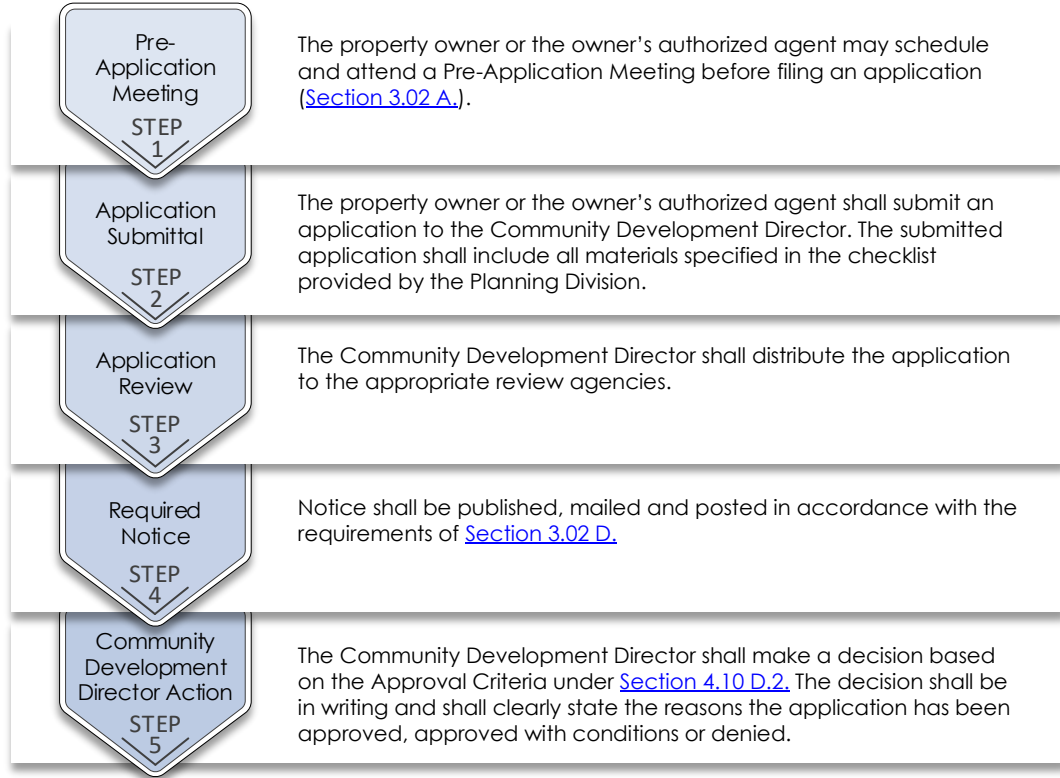 Pre-
Application
Meeting
STEP
1
The property owner or the owner’s authorized agent may schedule
and attend a Pre-Application Meeting before filing an application
(Section 3.02 A.).
Application
Submittal
STEP
2
The property owner or the owner’s authorized agent shall submit an
application to the Community Development Director. The submitted
application shall include all materials specified in the checklist
provided by the Planning Division.
Application
Review
STEP
3
The Community Development Director shall distribute the application
to the appropriate review agencies.
Required
Notice
STEP
4
Notice shall be published, mailed and posted in accordance with the
requirements of Section 3.02 D.
Community
Development
Director Action
STEP
5
The Community Development Director shall make a decision based
on the Approval Criteria under Section 4.10 D.2. The decision shall be
in writing and shall clearly state the reasons the application has been
approved, approved with conditions or denied.